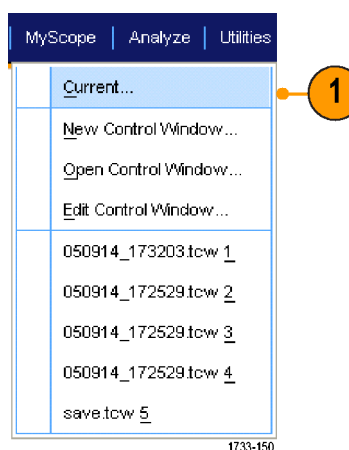 MyScope | Analyze | Utilities
Current...
1
New Control Window...
Open Control Window...
Edit Control Window...
050914_173203.tcw 1
050914_172529.tcw 2
050914_172529.tcw 3
050914_172529.tcw 4
save.tcw 5
1733-150